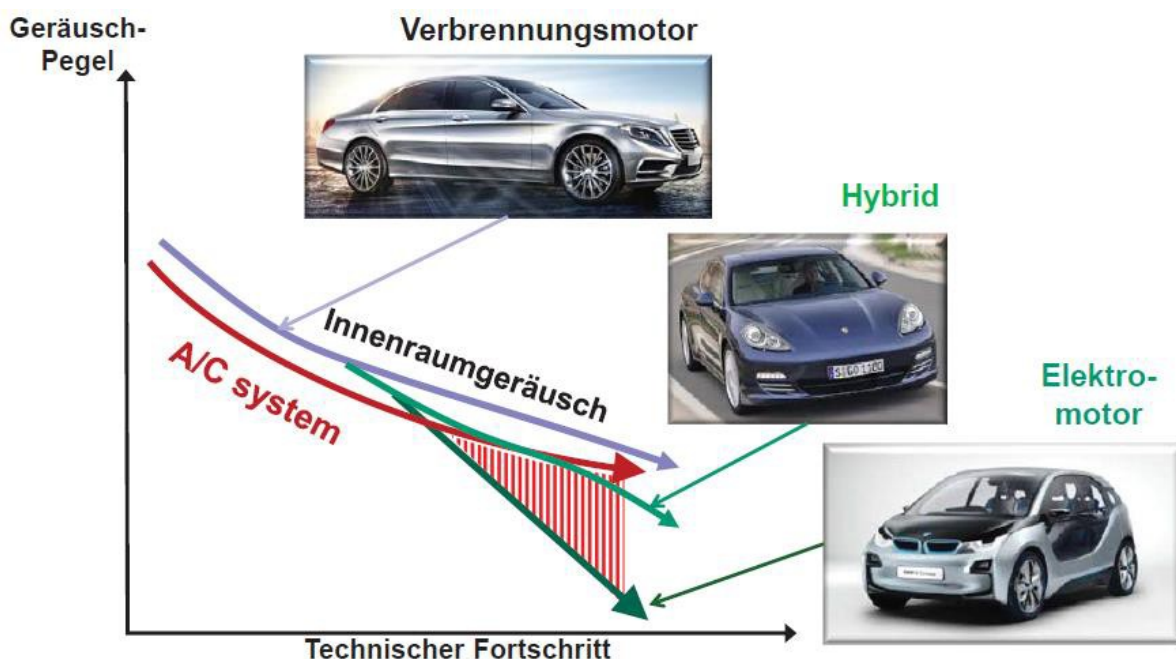 Geräusch-
Pegel
Verbrennungsmotor
Hybrid
Elektro-
motor
Innenraumgeräusch
A/C system
Technischer Fortschritt